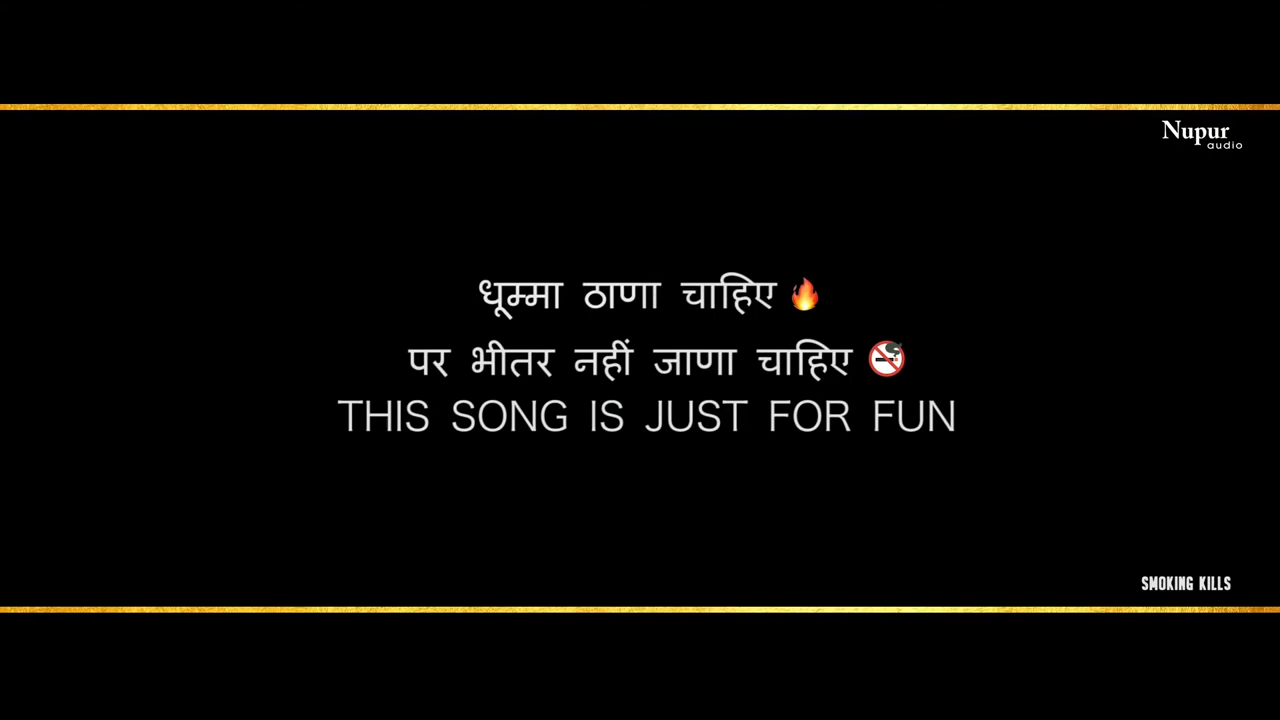 Nupur
audio
धूम्मा ठाणा चाहिए 🔥
पर भीतर नहीं जाणा चाहिए 🚭
THIS SONG IS JUST FOR FUN
SMOKING KILLS